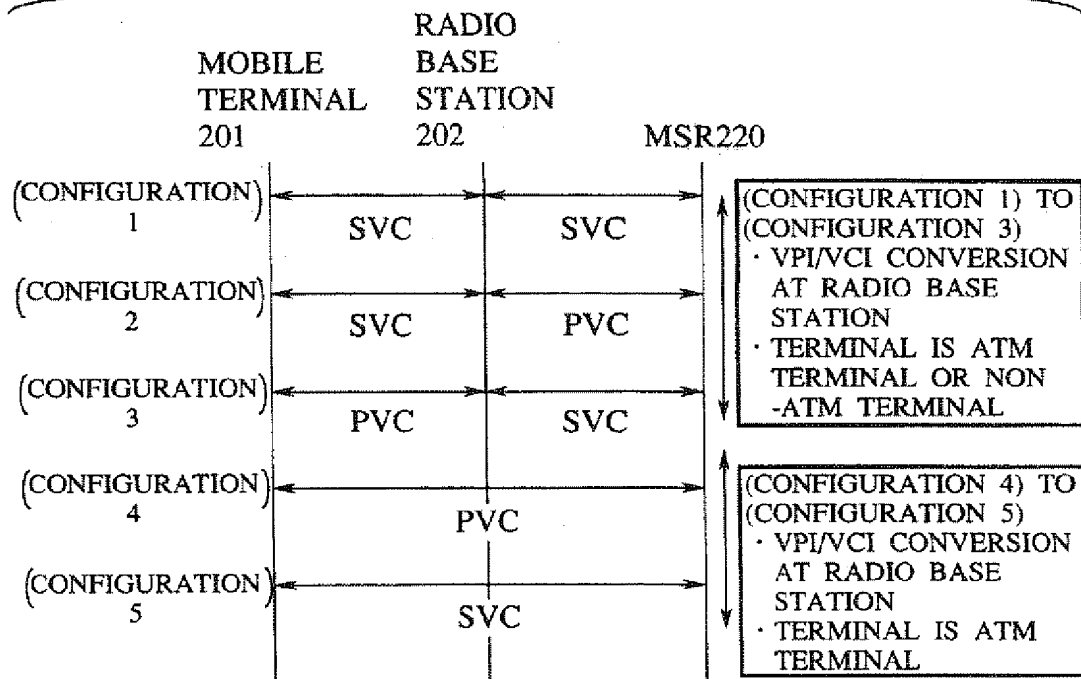 MOBILE
TERMINAL
201
RADIO
BASE
STATION
202
MSR220
(CONFIGURATION)
1
SVC
SVC
(CONFIGURATION)
2
SVC
PVC
(CONFIGURATION)
3
PVC
SVC
(CONFIGURATION)
4
PVC
(CONFIGURATION)
5
SVC
(CONFIGURATION 1) TO
(CONFIGURATION 3)
· VPI/VCI CONVERSION
AT RADIO BASE
STATION
· TERMINAL IS ATM
TERMINAL OR NON
-ATM TERMINAL
(CONFIGURATION 4) TO
(CONFIGURATION 5)
· VPI/VCI CONVERSION
AT RADIO BASE
STATION
· TERMINAL IS ATM
TERMINAL